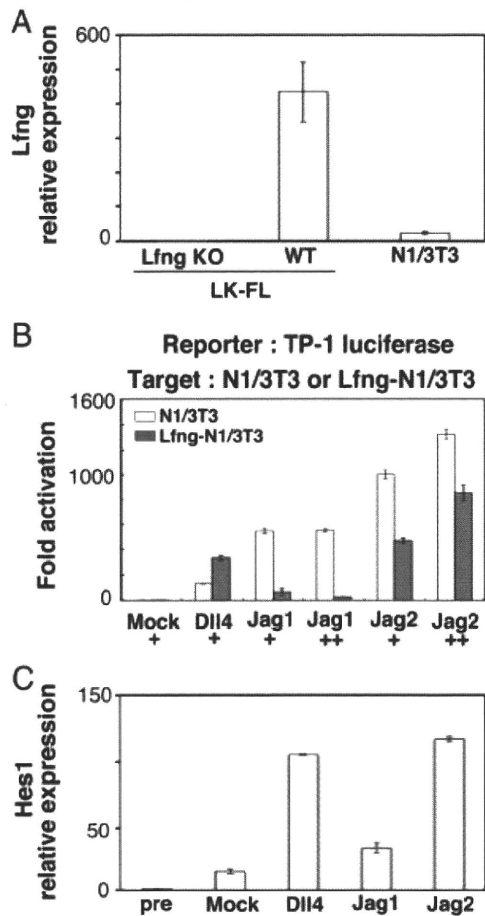 A
600
0
Lfng
relative expression
Lfng KO WT N1/3T3
LK-FL
B
Reporter : TP-1 luciferase
Target : N1/3T3 or Lfng-N1/3T3
1600
1000
0
Fold activation
N1/3T3
Lfng-N1/3T3
Mock Dll4 Jag1 Jag1 Jag2 Jag2
+ + + ++ + ++
C
150
50
0
Hes1
relative expression
pre Mock Dll4 Jag1 Jag2